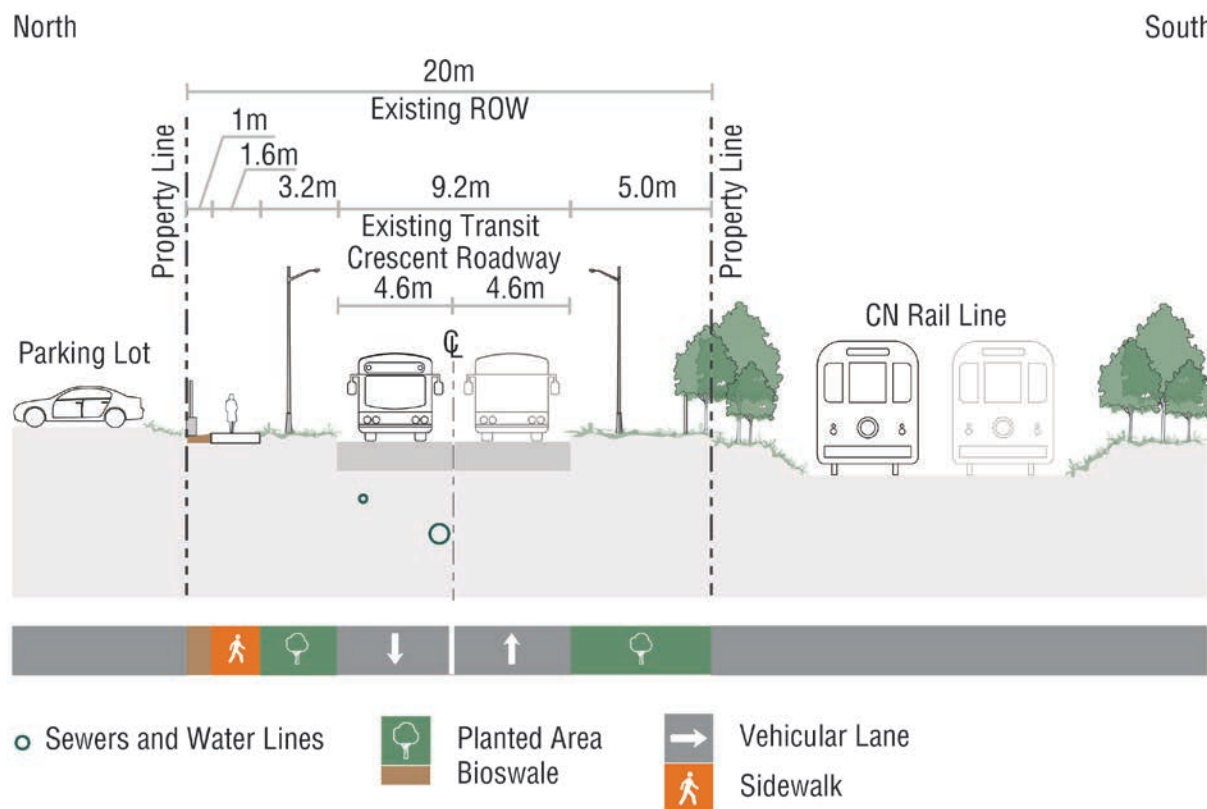 North
South
20m
Existing ROW
1m
1.6m
3.2m
9.2m
5.0m
Property Line
Property Line
Existing Transit
Crescent Roadway
4.6m
4.6m
CL
Parking Lot
CN Rail Line
Sewers and Water Lines
Planted Area
Bioswale
Vehicular Lane
Sidewalk